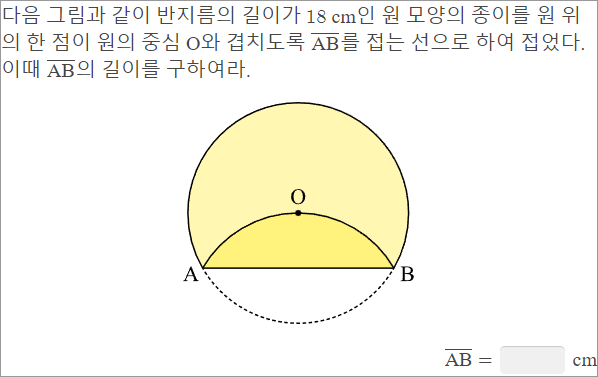 다음 그림과 같이 반지름의 길이가 18 cm인 원 모양의 종이를 원 위
의 한 점이 원의 중심 O와 겹치도록 AB를 접는 선으로 하여 접었다.
이때 AB의 길이를 구하여라.
O
A
B
AB = cm